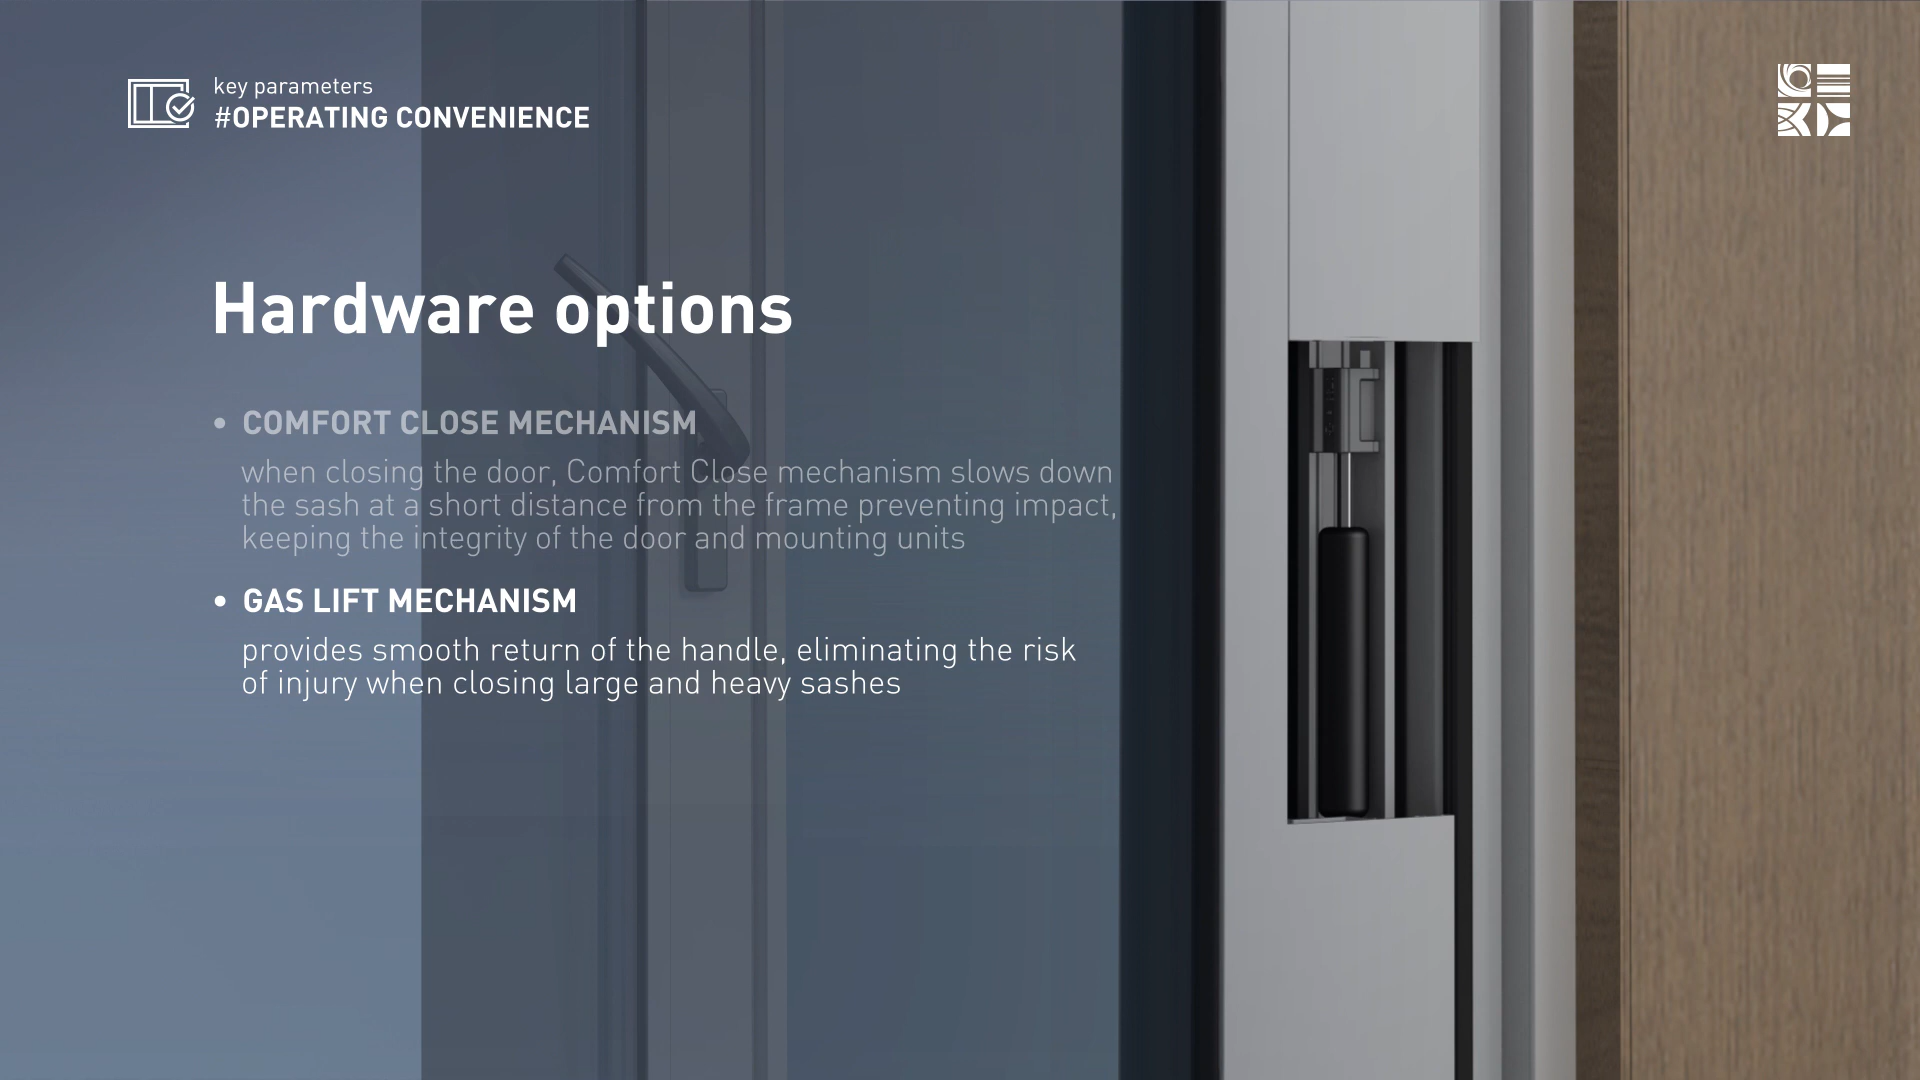 key parameters
#OPERATING CONVENIENCE
Hardware options
• COMFORT CLOSE MECHANISM
when closing the door, Comfort Close mechanism slows down
the sash at a short distance from the frame preventing impact,
keeping the integrity of the door and mounting units
• GAS LIFT MECHANISM
provides smooth return of the handle, eliminating the risk
of injury when closing large and heavy sashes